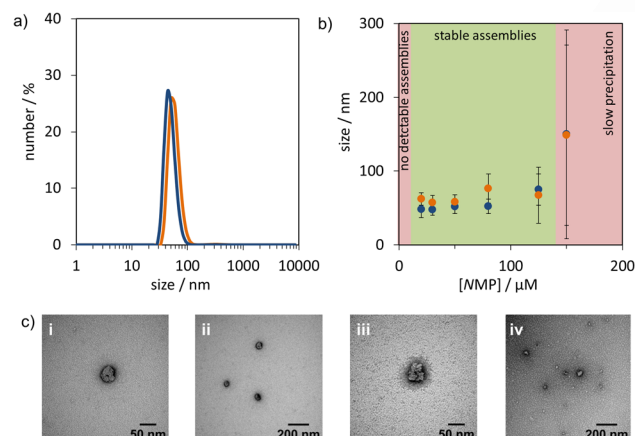 a)
40
30
20
10
0
number / %
1
10
100
1000
10000
size / nm
b)
300
200
100
0
size / nm
no detctable assemblies
stable assemblies
slow precipitation
0
100
200
[NMP] / μM
c)
i
50 nm
ii
200 nm
iii
50 nm
iv
200 nm